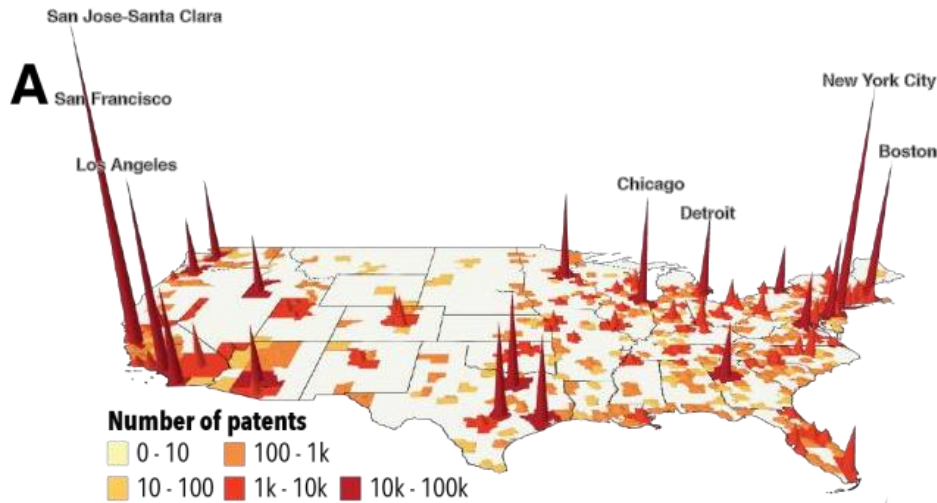 San Jose-Santa Clara
A
San Francisco
New York City
Los Angeles
Boston
Chicago
Detroit
Number of patents
0 - 10
100 - 1k
10 - 100
1k - 10k
10k - 100k